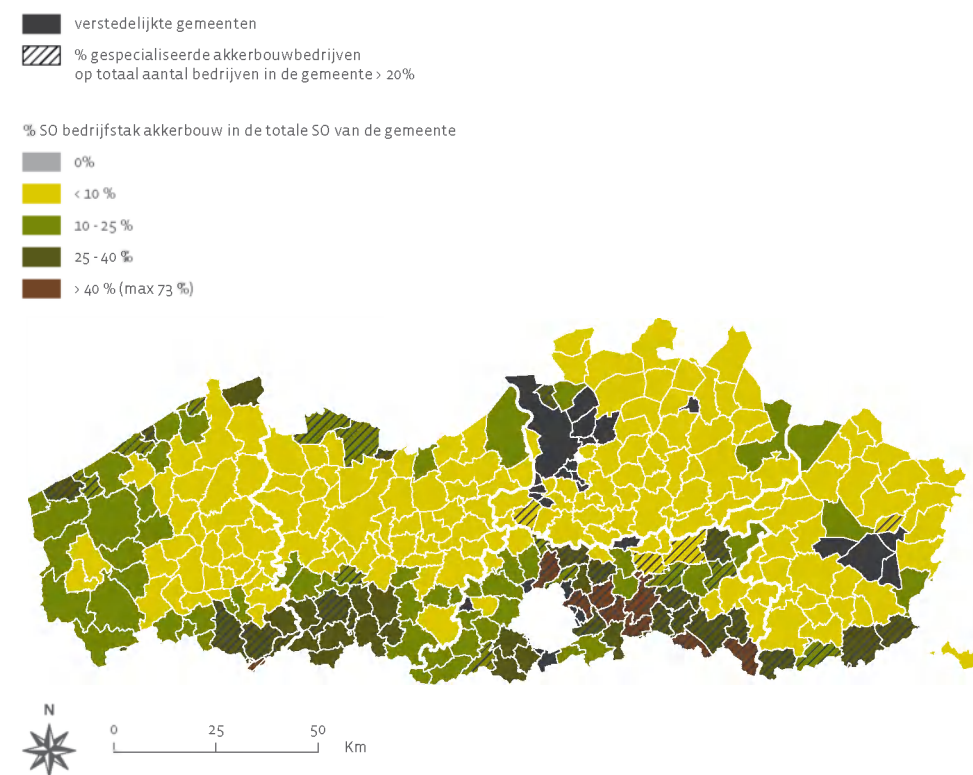 verstedelijkte gemeenten
% gespecialiseerde akkerbouwbedrijven
op totaal aantal bedrijven in de gemeente > 20%
% SO bedrijfstak akkerbouw in de totale SO van de gemeente
0%
< 10 %
10 - 25 %
25 - 40 %
> 40 % (max 73 %)
N
0 25 50
Km